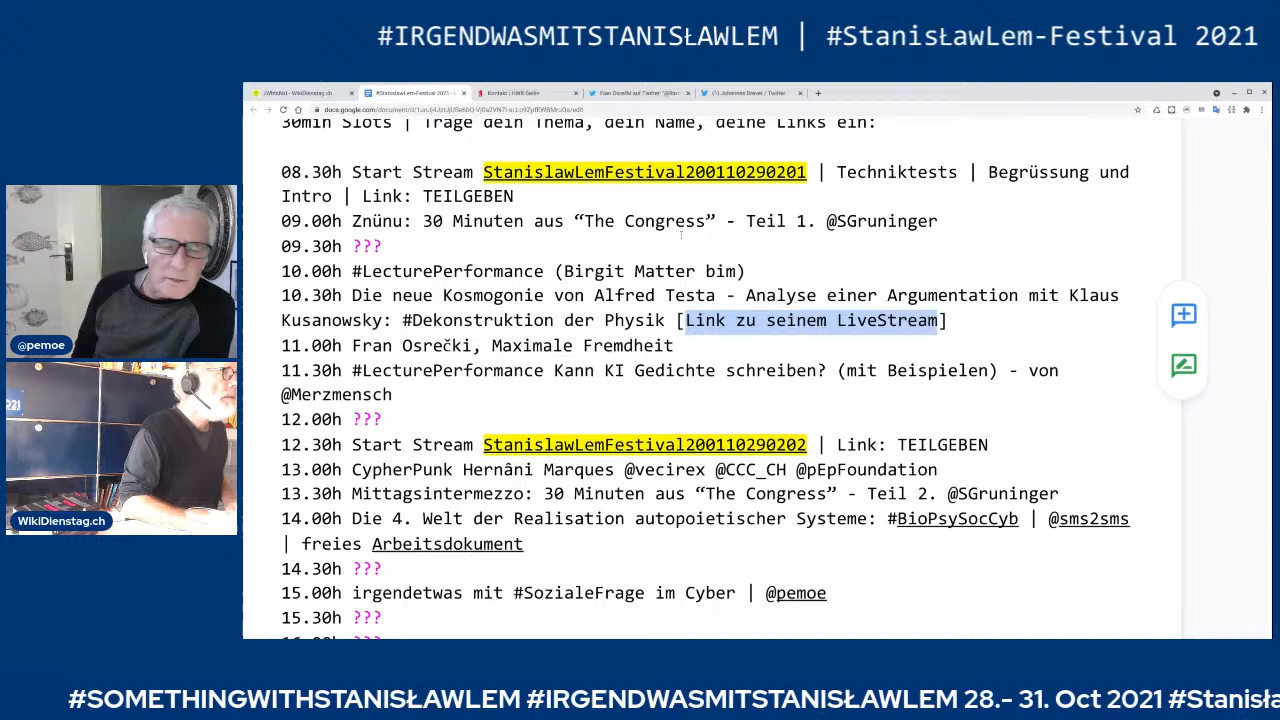 #IRGENDWASMITSTANISŁAWLEM | #StanisŁawLem-Festival 2021
30min Slots | Trage dein Thema, dein Name, deine Links ein:
08.30h Start Stream StanislawLemFestival200110290201 | Techniktests | Begrüssung und
Intro | Link: TEILGEBEN
09.00h Znünu: 30 Minuten aus “The Congress” - Teil 1. @SGruninger
09.30h ???
10.00h #LecturePerformance (Birgit Matter bim)
10.30h Die neue Kosmogonie von Alfred Testa - Analyse einer Argumentation mit Klaus
Kusanowsky: #Dekonstruktion der Physik [Link zu seinem LiveStream]
11.00h Fran Osrečki, Maximale Fremdheit
11.30h #LecturePerformance Kann KI Gedichte schreiben? (mit Beispielen) - von
@Merzmensch
12.00h ???
12.30h Start Stream StanislawLemFestival200110290202 | Link: TEILGEBEN
13.00h CypherPunk Hernâni Marques @vecirex @CCC_CH @pEpFoundation
13.30h Mittagsintermezzo: 30 Minuten aus “The Congress” - Teil 2. @SGruninger
14.00h Die 4. Welt der Realisation autopoietischer Systeme: #BioPsySocCyb | @sms2sms
| freies Arbeitsdokument
14.30h ???
15.00h irgendetwas mit #SozialeFrage im Cyber | @pemoe
15.30h ???
@pemoe
WikiDienstag.ch
#SOMETHINGWITHSTANISŁAWLEM #IRGENDWASMITSTANISŁAWLEM 28.- 31. Oct 2021 #Stanisła